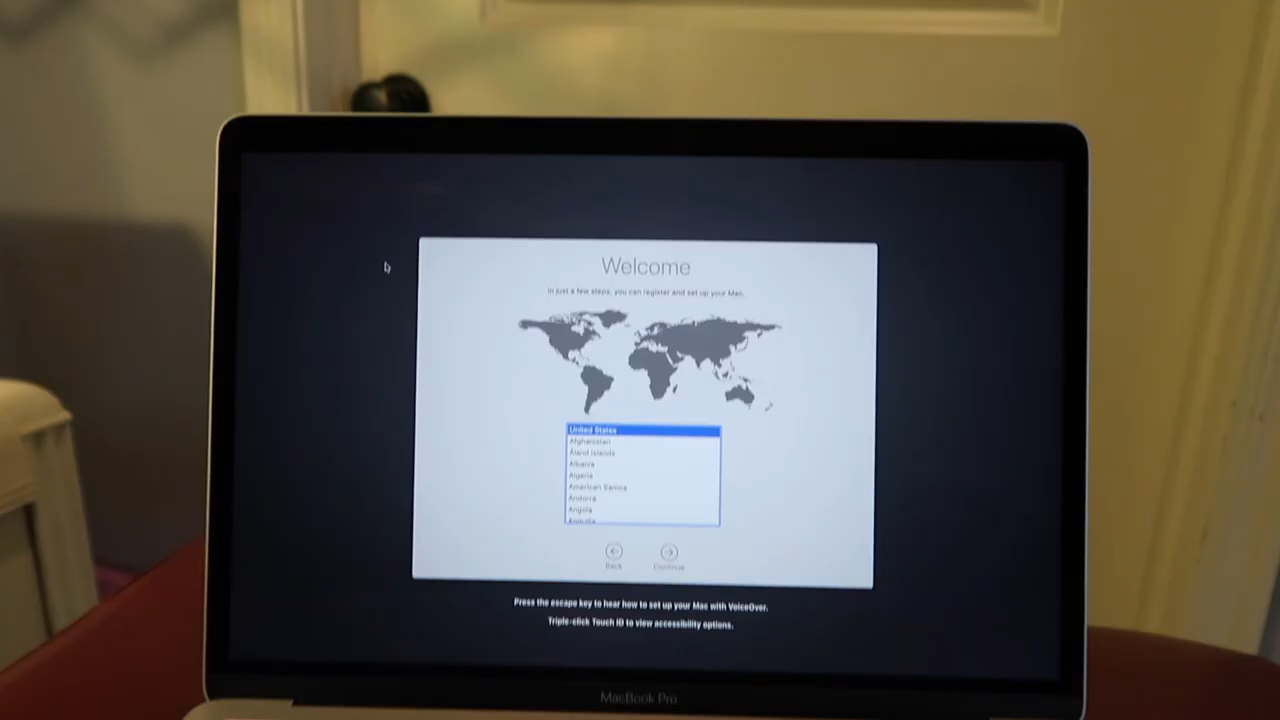 Welcome
In just a few steps, you can register and set up your Mac.
United States
Afghanistan
Åland Islands
Albania
Algeria
American Samoa
Andorra
Angola
Anguilla
Back
Continue
Press the escape key to hear how to set up your Mac with VoiceOver.
Triple-click Touch ID to view accessibility options.
MacBook Pro